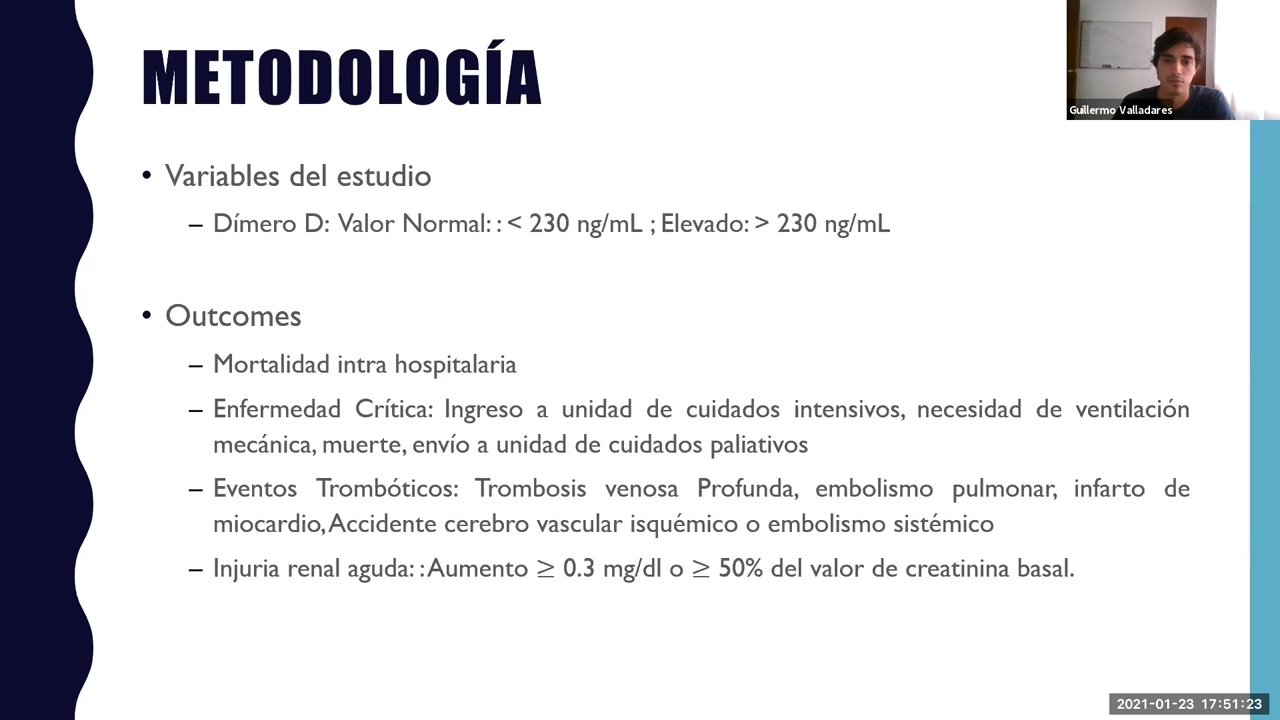 METODOLOGÍA
Guillermo Valladares
• Variables del estudio
– Dímero D: Valor Normal: : < 230 ng/mL ; Elevado: > 230 ng/mL
• Outcomes
– Mortalidad intra hospitalaria
– Enfermedad Crítica: Ingreso a unidad de cuidados intensivos, necesidad de ventilación
mecánica, muerte, envío a unidad de cuidados paliativos
– Eventos Trombóticos: Trombosis venosa Profunda, embolismo pulmonar, infarto de
miocardio, Accidente cerebro vascular isquémico o embolismo sistémico
– Injuria renal aguda: : Aumento ≥ 0.3 mg/dl o ≥ 50% del valor de creatinina basal.
2021-01-23 17:51:23